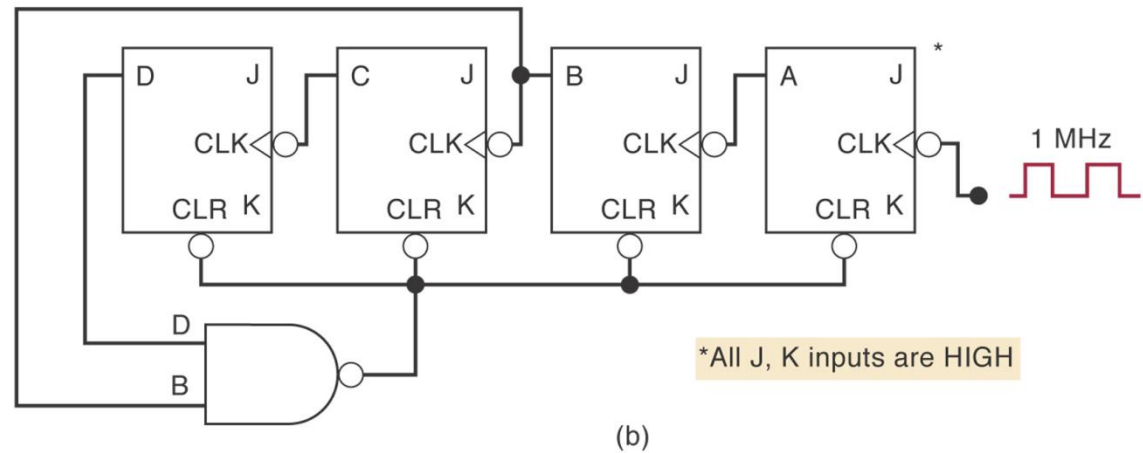 *
D J C J B J A J
1 MHz
CLK CLK CLK CLK
CLR K CLR K CLR K CLR K
D
*All J, K inputs are HIGH
B
(b)